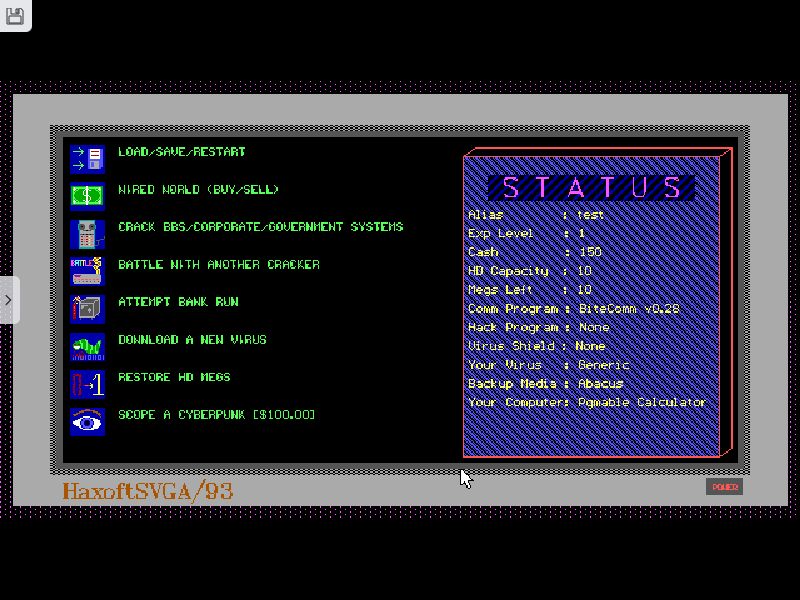 LOAD/SAVE/RESTART
WIRED WORLD (BUY/SELL)
CRACK BBS/CORPORATE/GOVERNMENT SYSTEMS
BATTLE WITH ANOTHER CRACKER
ATTEMPT BANK RUN
DOWNLOAD A NEW VIRUS
RESTORE HD MEGS
SCOPE A CYBERPUNK [$100.00]
BATTLE
STATUS
Alias : test
Exp Level : 1
Cash : 150
HD Capacity : 10
Megs Left : 10
Comm Program : BiteComm v0.28
Hack Program : None
Virus Shield : None
Your Virus : Generic
Backup Media : Abacus
Your Computer: Pgmable Calculator
HaxoftSVGA/93
POWER